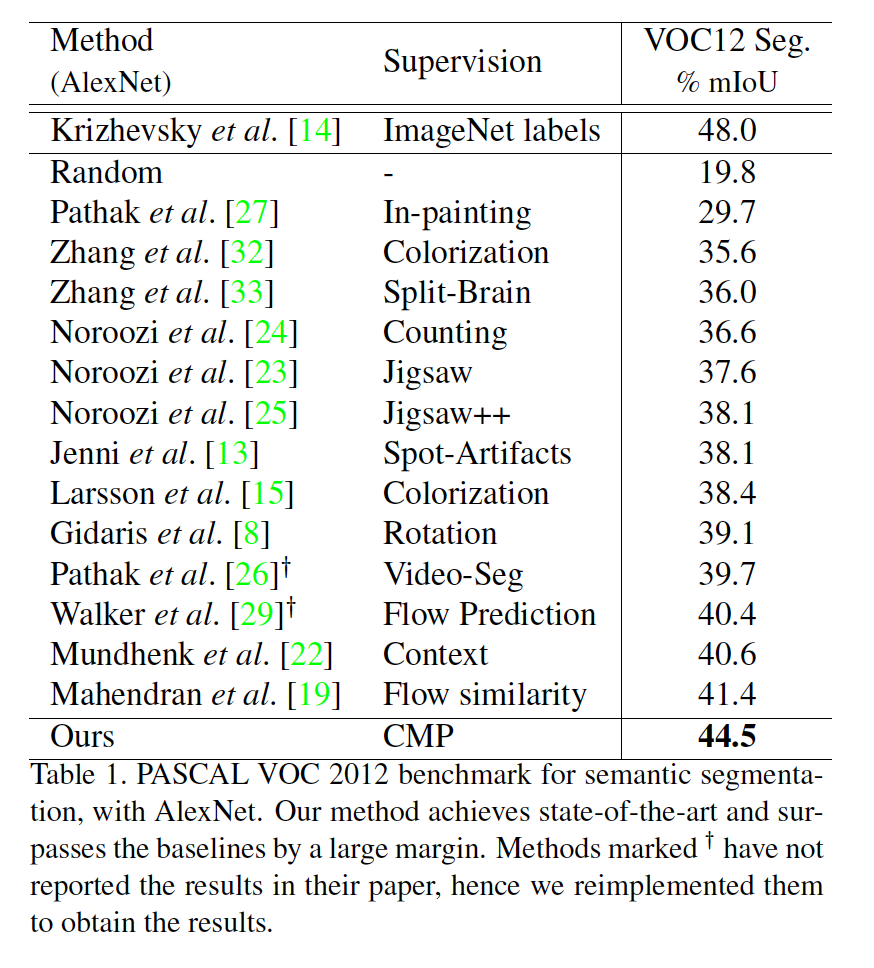 Method Supervision VOC12 Seg.
(AlexNet) % mIoU
Krizhevsky et al. [14] ImageNet labels 48.0
Random - 19.8
Pathak et al. [27] In-painting 29.7
Zhang et al. [32] Colorization 35.6
Zhang et al. [33] Split-Brain 36.0
Noroozi et al. [24] Counting 36.6
Noroozi et al. [23] Jigsaw 37.6
Noroozi et al. [25] Jigsaw++ 38.1
Jenni et al. [13] Spot-Artifacts 38.1
Larsson et al. [15] Colorization 38.4
Gidaris et al. [8] Rotation 39.1
Pathak et al. [26]† Video-Seg 39.7
Walker et al. [29]† Flow Prediction 40.4
Mundhenk et al. [22] Context 40.6
Mahendran et al. [19] Flow similarity 41.4
Ours CMP 44.5
Table 1. PASCAL VOC 2012 benchmark for semantic segmenta-
tion, with AlexNet. Our method achieves state-of-the-art and sur-
passes the baselines by a large margin. Methods marked † have not
reported the results in their paper, hence we reimplemented them
to obtain the results.